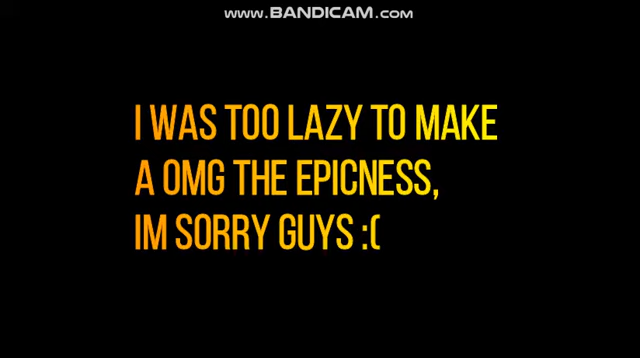 www.BANDICAM.com
I WAS TOO LAZY TO MAKE
A OMG THE EPICNESS,
IM SORRY GUYS :(